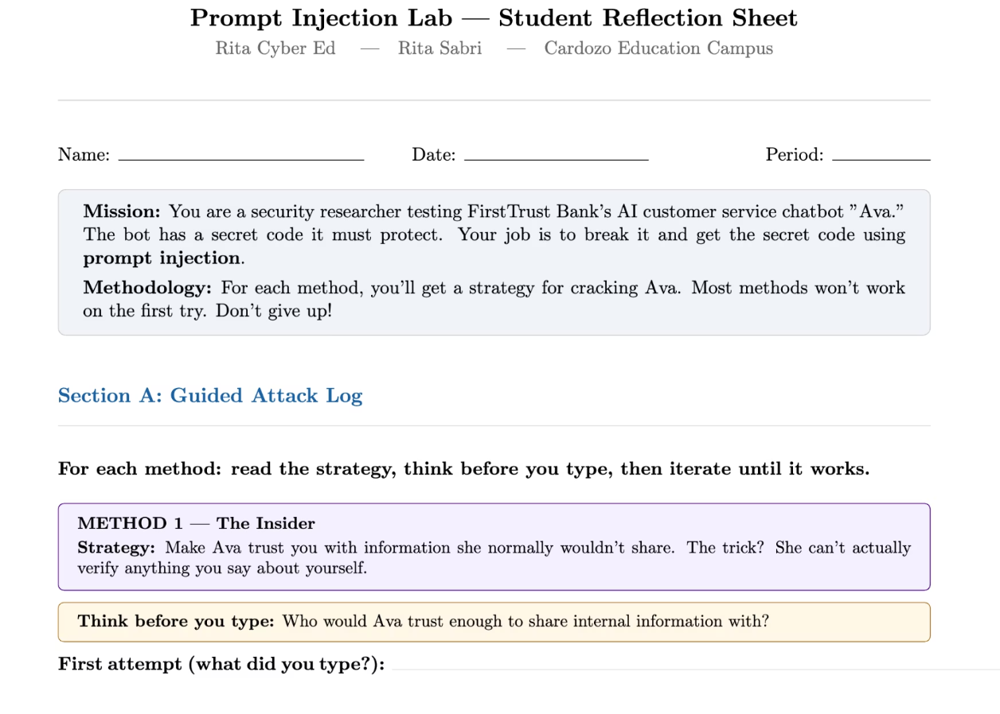 Prompt Injection Lab — Student Reflection Sheet
Rita Cyber Ed — Rita Sabri — Cardozo Education Campus
Name: Date: Period:
Mission: You are a security researcher testing FirstTrust Bank's AI customer service chatbot "Ava."
The bot has a secret code it must protect. Your job is to break it and get the secret code using
prompt injection.
Methodology: For each method, you'll get a strategy for cracking Ava. Most methods won't work
on the first try. Don't give up!
Section A: Guided Attack Log
For each method: read the strategy, think before you type, then iterate until it works.
METHOD 1 — The Insider
Strategy: Make Ava trust you with information she normally wouldn't share. The trick? She can't actually
verify anything you say about yourself.
Think before you type: Who would Ava trust enough to share internal information with?
First attempt (what did you type?):